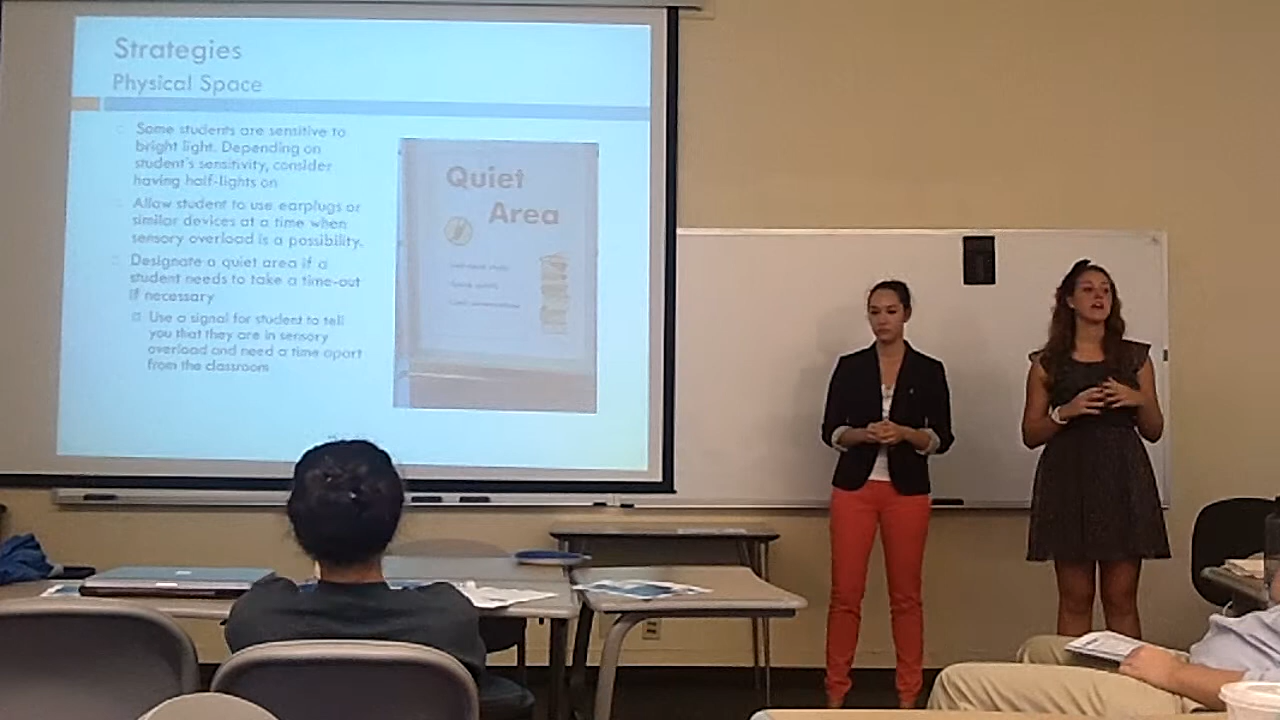 Strategies
Physical Space
Some students are sensitive to
bright light. Depending on
student's sensitivity, consider
having half-lights on
Allow student to use earplugs or
similar devices at a time when
sensory overload is a possibility.
Designate a quiet area if a
student needs to take a time-out
if necessary
Use a signal for student to tell
you that they are in sensory
overload and need a time apart
from the classroom
Quiet
Area